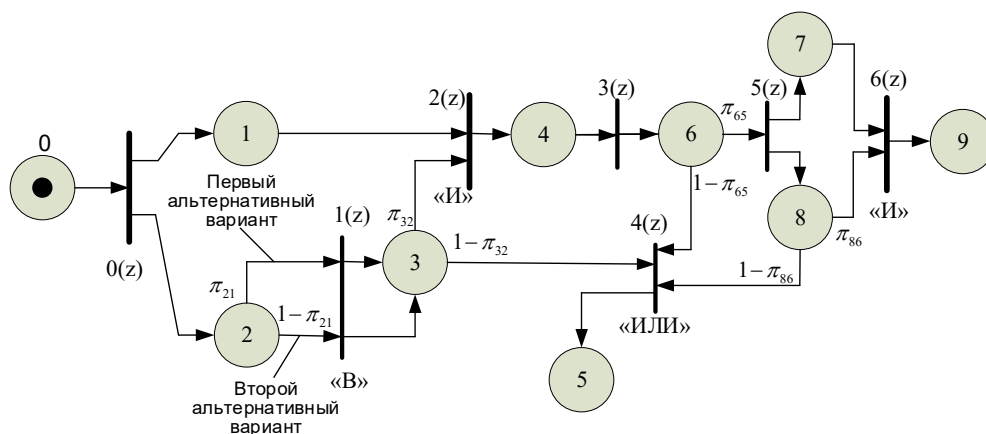 0
0(z)
1
Первый
альтернативный
вариант
π21
2
1−π21
Второй
альтернативный
вариант
1(z)
«В»
π32
3
1−π32
2(z)
«И»
4
3(z)
6
π65
1−π65
4(z)
«ИЛИ»
5
5(z)
7
8
π86
1−π86
6(z)
«И»
9